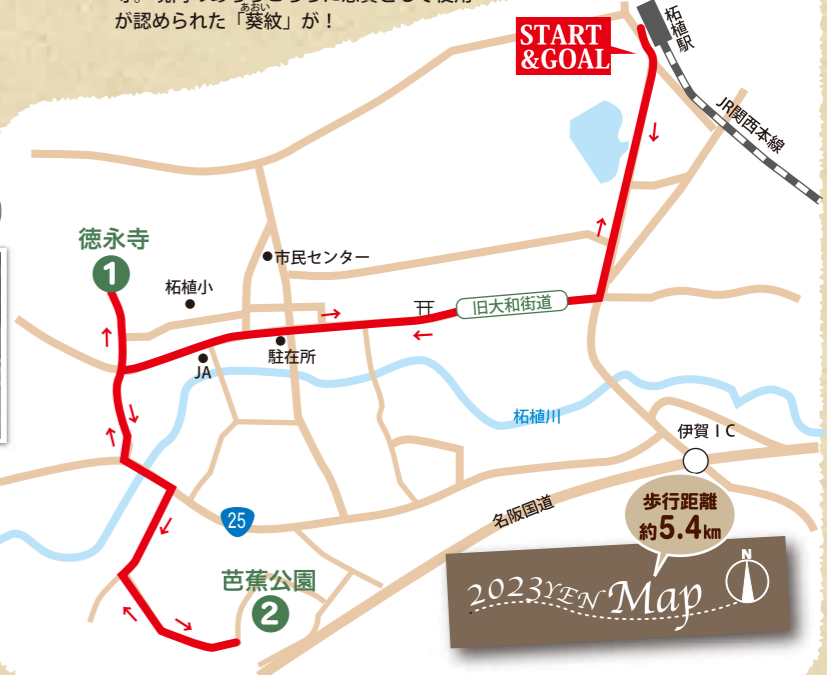 が認められた「葵紋」が！
あおい
START
&GOAL
柘植駅
JR関西本線
徳永寺
1
柘植小
市民センター
旧大和街道
駐在所
JA
柘植川
伊賀IC
25
名阪国道
歩行距離
約5.4km
芭蕉公園
2
2023YEN Map
N